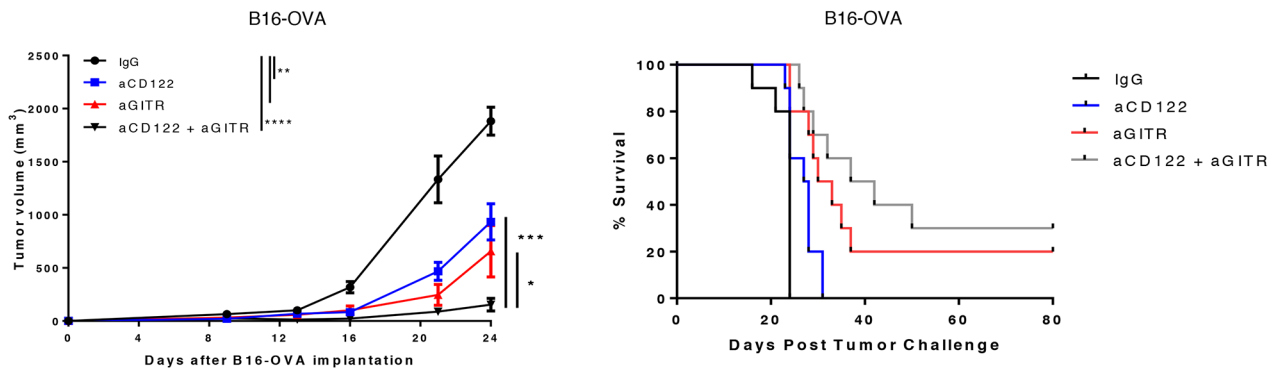 B16-OVA
Tumor volume (mm3)
2500
2000
1500
1000
500
0
IgG
aCD122
aGITR
aCD122 + aGITR
**
****
***
*
0 4 8 12 16 20 24
Days after B16-OVA implantation
B16-OVA
% Survival
100
80
60
40
20
0
0 20 40 60 80
Days Post Tumor Challenge
IgG
aCD122
aGITR
aCD122 + aGITR